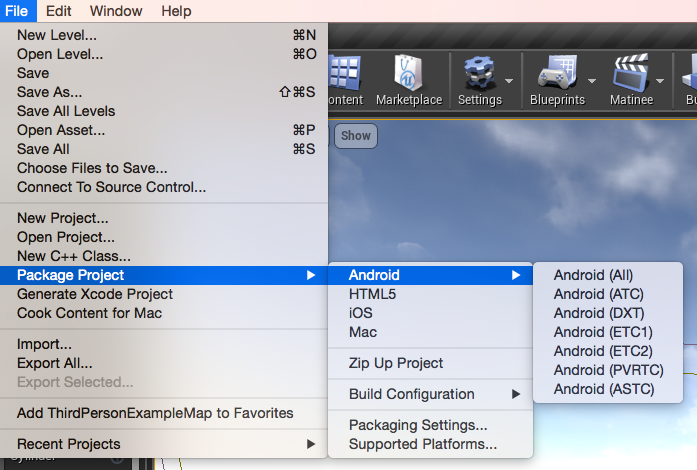 File Edit Window Help
New Level... ⌘N
Open Level... ⌘O
Save
Save As... ⇧⌘S
Save All Levels
Open Asset... ⌘P
Save All ⌘S
Choose Files to Save...
Connect To Source Control...
New Project...
Open Project...
New C++ Class...
Package Project
Generate Xcode Project
Cook Content for Mac
Import...
Export All...
Export Selected...
Add ThirdPersonExampleMap to Favorites
Recent Projects
ontent Marketplace Settings Blueprints Matinee
Show
Android
HTML5
iOS
Mac
Zip Up Project
Build Configuration
Packaging Settings...
Supported Platforms...
Android (All)
Android (ATC)
Android (DXT)
Android (ETC1)
Android (ETC2)
Android (PVRTC)
Android (ASTC)